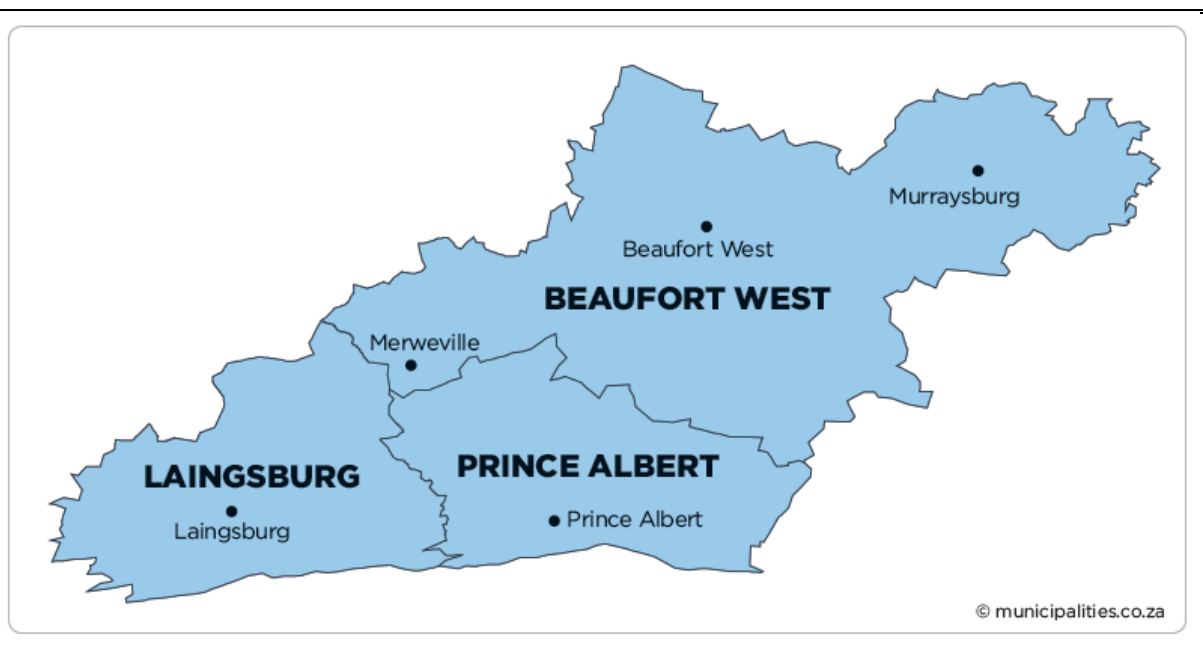 Murraysburg
Beaufort West
BEAUFORT WEST
Merweville
PRINCE ALBERT
LAINGSBURG
Prince Albert
Laingsburg
© municipalities.co.za